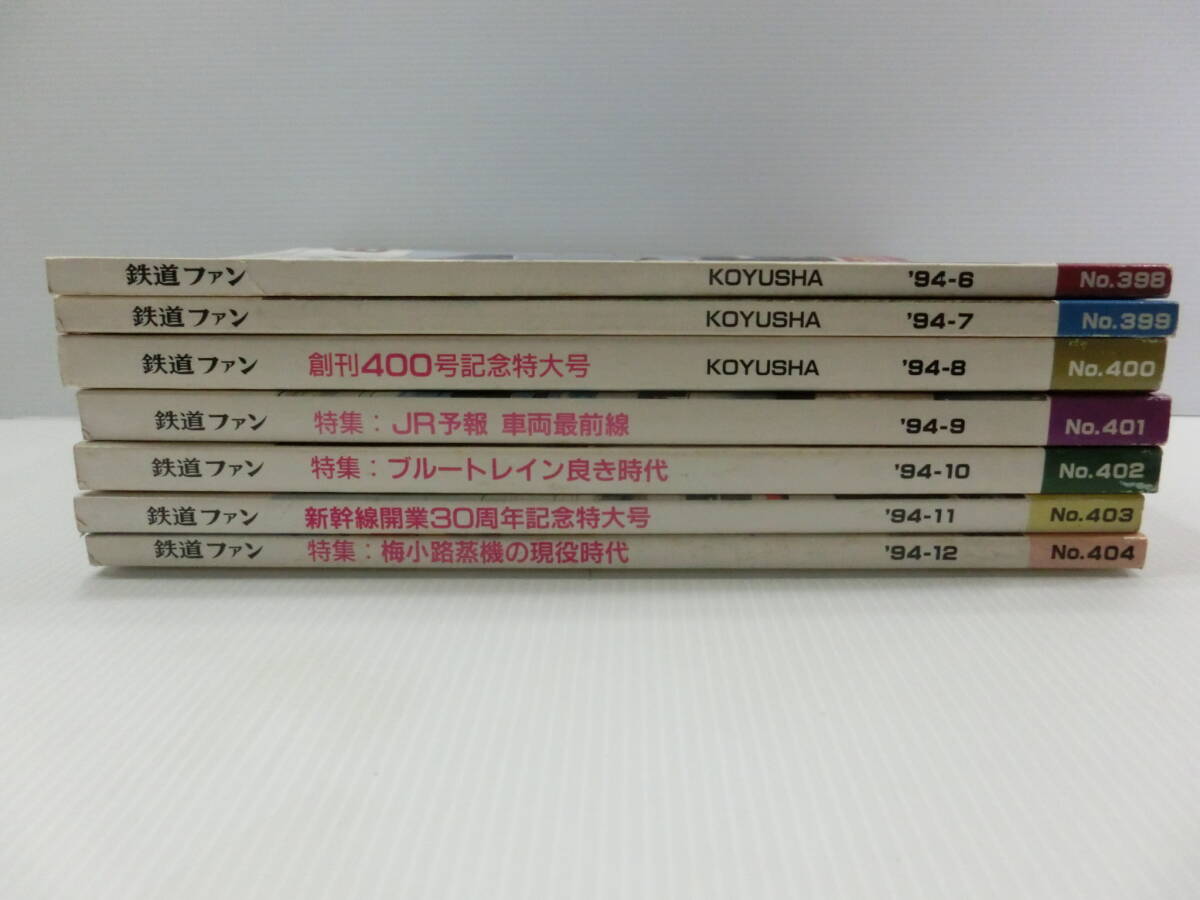 鉄道ファン KOYUSHA '94-6 No.398
鉄道ファン KOYUSHA '94-7 No.399
鉄道ファン 創刊400号記念特大号 KOYUSHA '94-8 No.400
鉄道ファン 特集:JR予報 車両最前線 '94-9 No.401
鉄道ファン 特集:ブルートレイン良き時代 '94-10 No.402
鉄道ファン 新幹線開業30周年記念特大号 '94-11 No.403
鉄道ファン 特集:梅小路蒸機の現役時代 '94-12 No.404